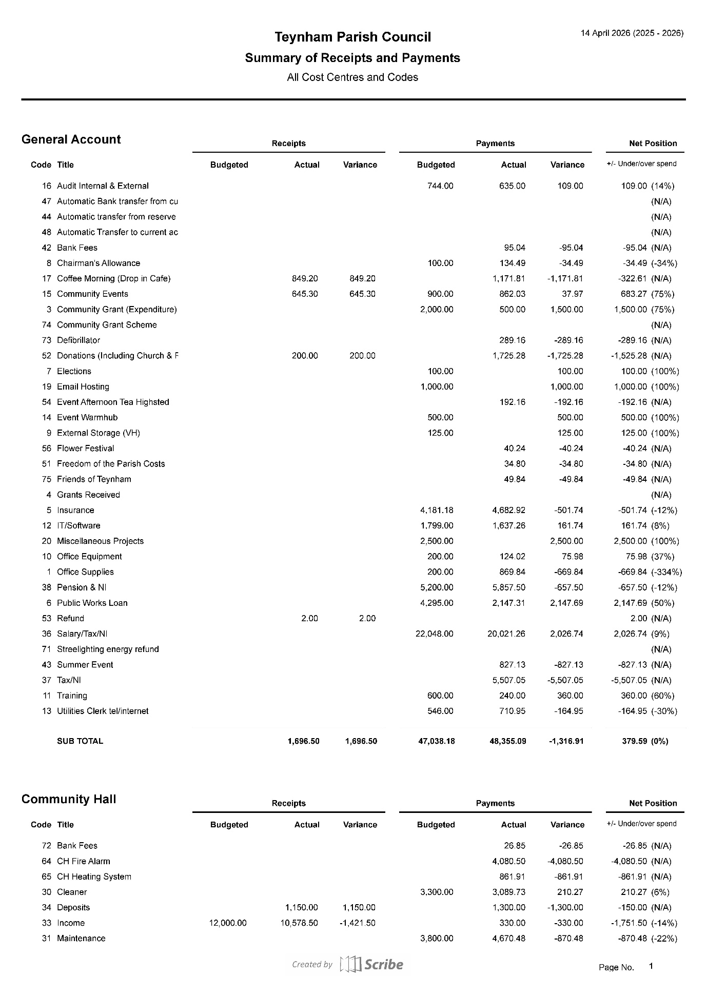 14 April 2026 (2025 - 2026)
Teynham Parish Council
Summary of Receipts and Payments
All Cost Centres and Codes
General Account Receipts Payments Net Position
Code Title Budgeted Actual Variance Budgeted Actual Variance +/- Under/over spend
16 Audit Internal & External 744.00 635.00 109.00 109.00 (14%)
47 Automatic Bank transfer from cu (N/A)
44 Automatic transfer from reserve (N/A)
48 Automatic Transfer to current ac (N/A)
42 Bank Fees 95.04 -95.04 -95.04 (N/A)
8 Chairman's Allowance 100.00 134.49 -34.49 -34.49 (-34%)
17 Coffee Morning (Drop in Cafe) 849.20 849.20 1,171.81 -1,171.81 -322.61 (N/A)
15 Community Events 645.30 645.30 900.00 862.03 37.97 683.27 (75%)
3 Community Grant (Expenditure) 2,000.00 500.00 1,500.00 1,500.00 (75%)
74 Community Grant Scheme (N/A)
73 Defibrillator 289.16 -289.16 -289.16 (N/A)
52 Donations (Including Church & F 200.00 200.00 1,725.28 -1,725.28 -1,525.28 (N/A)
7 Elections 100.00 100.00 100.00 (100%)
19 Email Hosting 1,000.00 1,000.00 1,000.00 (100%)
54 Event Afternoon Tea Highsted 192.16 -192.16 -192.16 (N/A)
14 Event Warmhub 500.00 500.00 500.00 (100%)
9 External Storage (VH) 125.00 125.00 125.00 (100%)
56 Flower Festival 40.24 -40.24 -40.24 (N/A)
51 Freedom of the Parish Costs 34.80 -34.80 -34.80 (N/A)
75 Friends of Teynham 49.84 -49.84 -49.84 (N/A)
4 Grants Received (N/A)
5 Insurance 4,181.18 4,682.92 -501.74 -501.74 (-12%)
12 IT/Software 1,799.00 1,637.26 161.74 161.74 (8%)
20 Miscellaneous Projects 2,500.00 2,500.00 2,500.00 (100%)
10 Office Equipment 200.00 124.02 75.98 75.98 (37%)
1 Office Supplies 200.00 869.84 -669.84 -669.84 (-334%)
38 Pension & NI 5,200.00 5,857.50 -657.50 -657.50 (-12%)
6 Public Works Loan 4,295.00 2,147.31 2,147.69 2,147.69 (50%)
53 Refund 2.00 2.00 2.00 (N/A)
36 Salary/Tax/NI 22,048.00 20,021.26 2,026.74 2,026.74 (9%)
71 Streelighting energy refund (N/A)
43 Summer Event 827.13 -827.13 -827.13 (N/A)
37 Tax/NI 5,507.05 -5,507.05 -5,507.05 (N/A)
11 Training 600.00 240.00 360.00 360.00 (60%)
13 Utilities Clerk tel/internet 546.00 710.95 -164.95 -164.95 (-30%)
SUB TOTAL 1,696.50 1,696.50 47,038.18 48,355.09 -1,316.91 379.59 (0%)
Community Hall Receipts Payments Net Position
Code Title Budgeted Actual Variance Budgeted Actual Variance +/- Under/over spend
72 Bank Fees 26.85 -26.85 -26.85 (N/A)
64 CH Fire Alarm 4,080.50 -4,080.50 -4,080.50 (N/A)
65 CH Heating System 861.91 -861.91 -861.91 (N/A)
30 Cleaner 3,300.00 3,089.73 210.27 210.27 (6%)
34 Deposits 1,150.00 1,150.00 1,300.00 -1,300.00 -150.00 (N/A)
33 Income 12,000.00 10,578.50 -1,421.50 330.00 -330.00 -1,751.50 (-14%)
31 Maintenance 3,800.00 4,670.48 -870.48 -870.48 (-22%)
Created by Scribe
Page No. 1